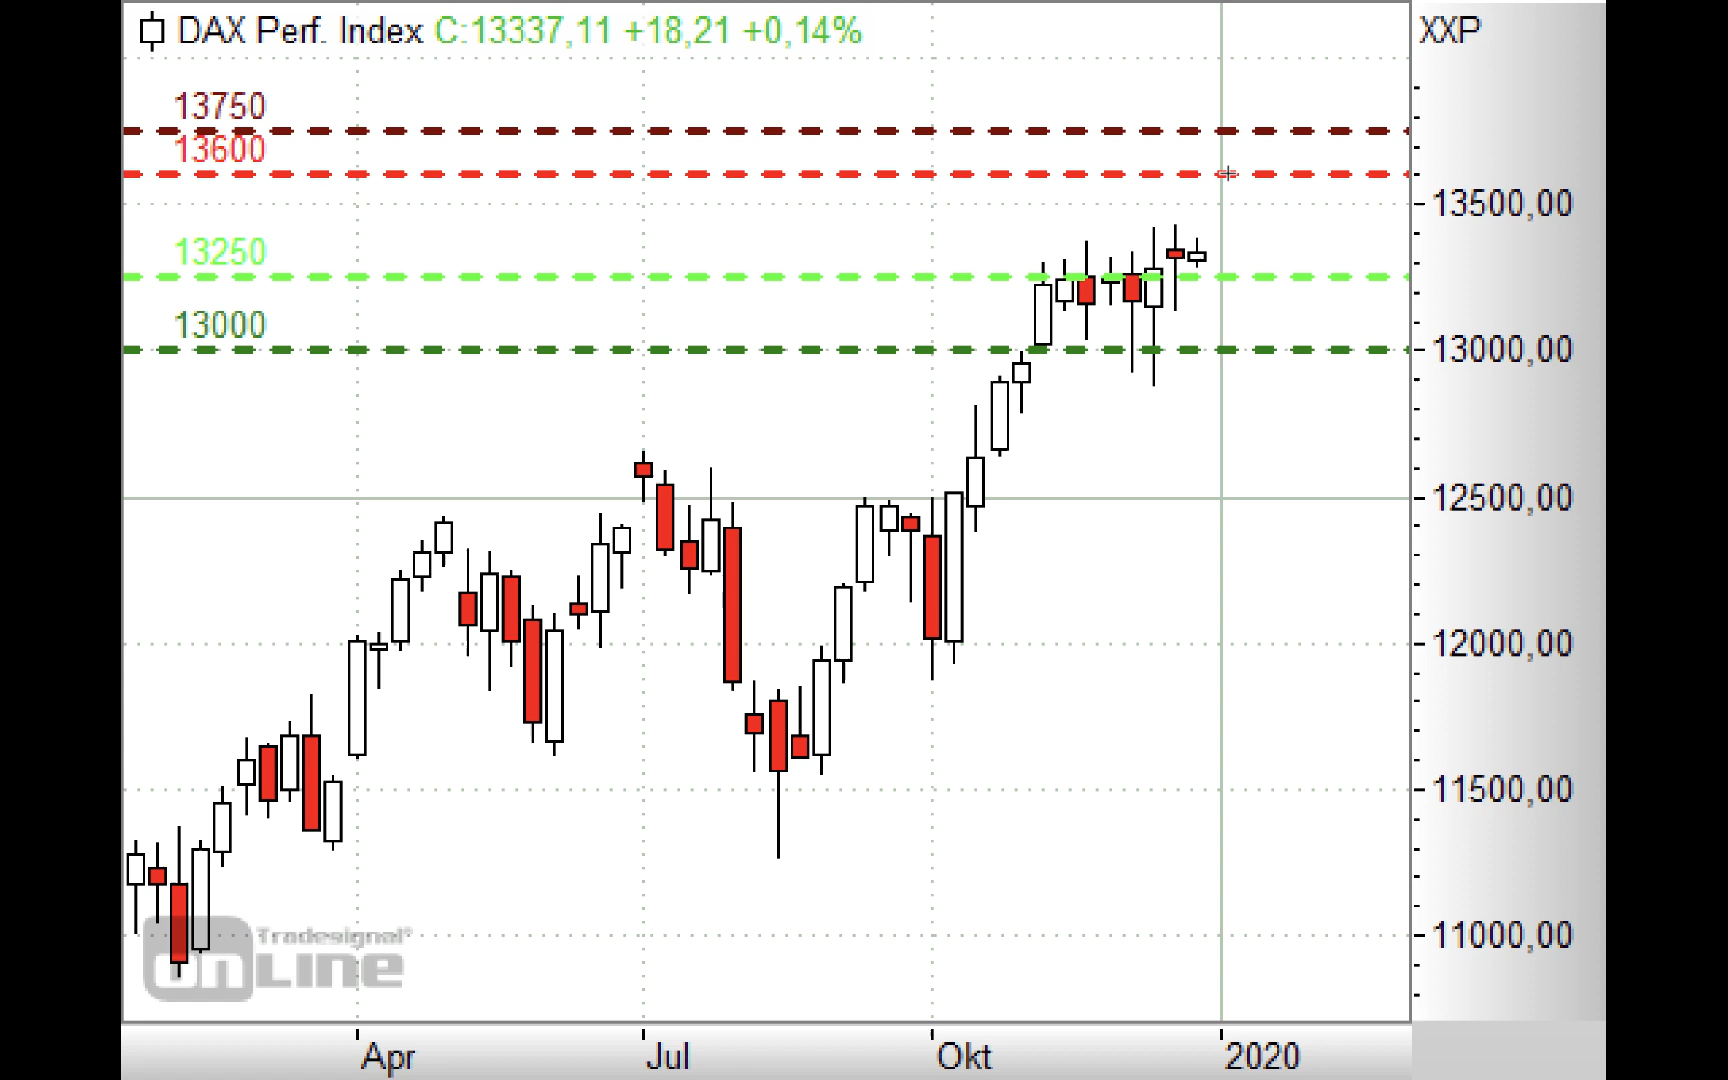 DAX Perf. Index C:13337,11 +18,21 +0,14%
XXP
13750
13600
13500,00
13250
13000
13000,00
12500,00
12000,00
11500,00
11000,00
Tradesignal®
onLine
Apr
Jul
Okt
2020